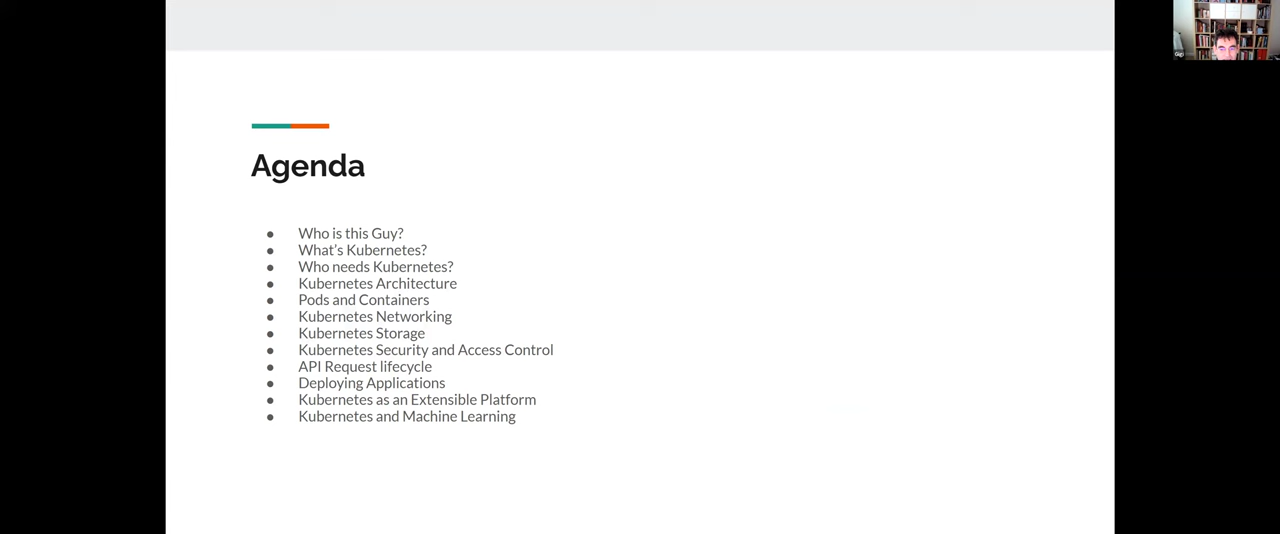 Agenda
● Who is this Guy?
● What's Kubernetes?
● Who needs Kubernetes?
● Kubernetes Architecture
● Pods and Containers
● Kubernetes Networking
● Kubernetes Storage
● Kubernetes Security and Access Control
● API Request lifecycle
● Deploying Applications
● Kubernetes as an Extensible Platform
● Kubernetes and Machine Learning
Gigi